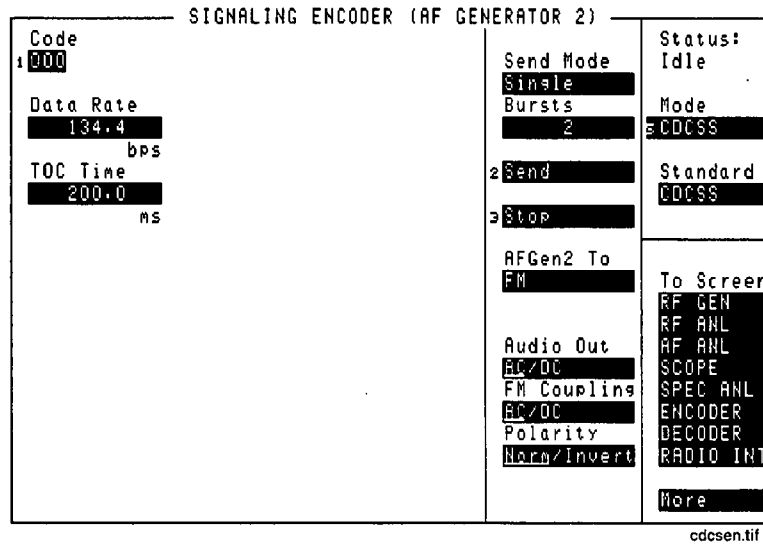 SIGNALING ENCODER (AF GENERATOR 2)
Code
1 000
Data Rate
134.4
bps
TOC Time
200.0
ms
Send Mode
Single
Bursts
2
2 Send
3 Stop
AFGen2 To
FM
Audio Out
AC/DC
FM Coupling
AC/DC
Polarity
Norm/Invert
Status:
Idle
Mode
5 CDCSS
Standard
CDCSS
To Screen
RF GEN
RF ANL
AF ANL
SCOPE
SPEC ANL
ENCODER
DECODER
RADIO INT
More
cdcsen.tif